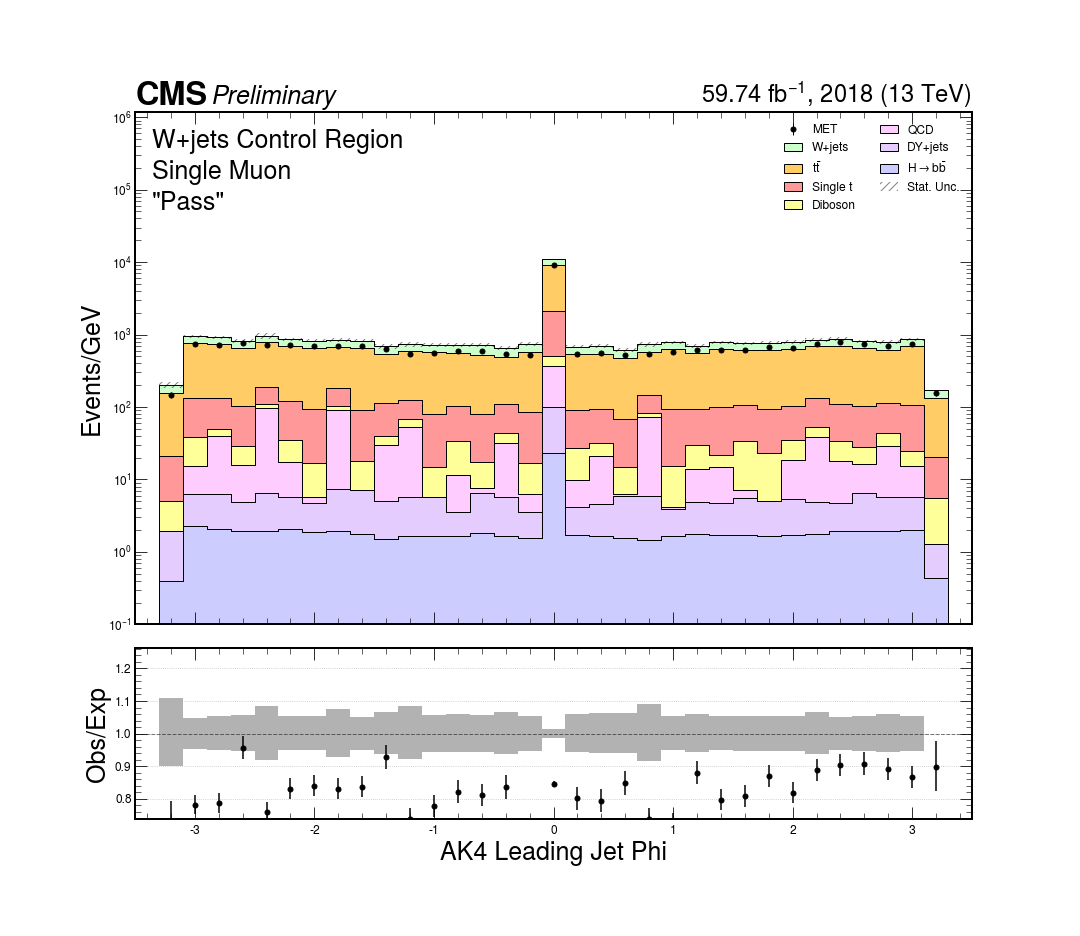 CMS Preliminary
59.74 fb⁻¹, 2018 (13 TeV)
W+jets Control Region
Single Muon
"Pass"
MET
W+jets
tt̄
Single t
Diboson
QCD
DY+jets
H→bb̄
Stat. Unc.
Events/GeV
10⁶
10⁵
10⁴
10³
10²
10¹
10⁰
10⁻¹
Obs/Exp
1.2
1.1
1.0
0.9
0.8
-3 -2 -1 0 1 2 3
AK4 Leading Jet Phi